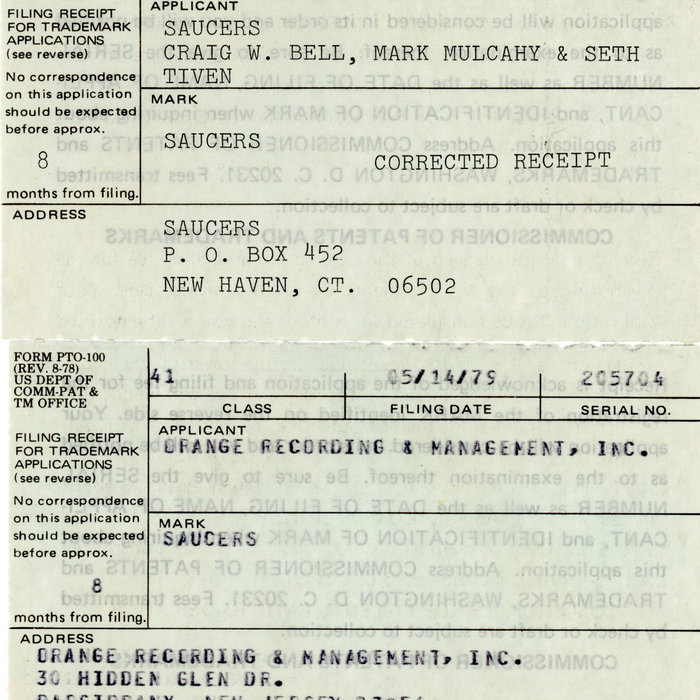 FILING RECEIPT
FOR TRADEMARK
APPLICATIONS
(see reverse)
No correspondence
on this application
should be expected
before approx.
8
months from filing.
APPLICANT
SAUCERS
CRAIG W. BELL, MARK MULCAHY & SETH
TIVEN
MARK
SAUCERS
CORRECTED RECEIPT
ADDRESS
SAUCERS
P. O. BOX 452
NEW HAVEN, CT. 06502
FORM PTO-100
(REV. 8-78)
US DEPT OF
COMM-PAT &
TM OFFICE
41 05/14/79 205704
CLASS FILING DATE SERIAL NO.
FILING RECEIPT
FOR TRADEMARK
APPLICATIONS
(see reverse)
No correspondence
on this application
should be expected
before approx.
8
months from filing.
APPLICANT
ORANGE RECORDING & MANAGEMENT, INC.
MARK
SAUCERS
ADDRESS
ORANGE RECORDING & MANAGEMENT, INC.
30 HIDDEN GLEN DR.